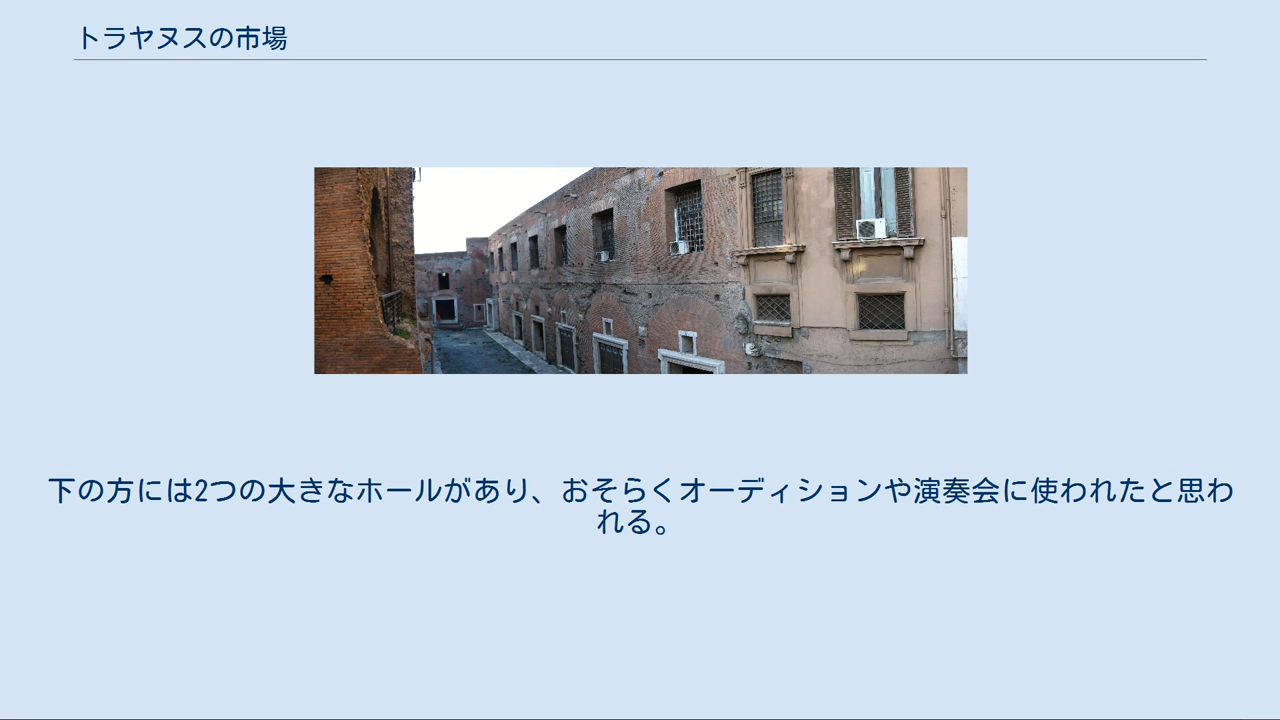 トラヤヌスの市場
下の方には2つの大きなホールがあり、おそらくオーディションや演奏会に使われたと思わ
れる。